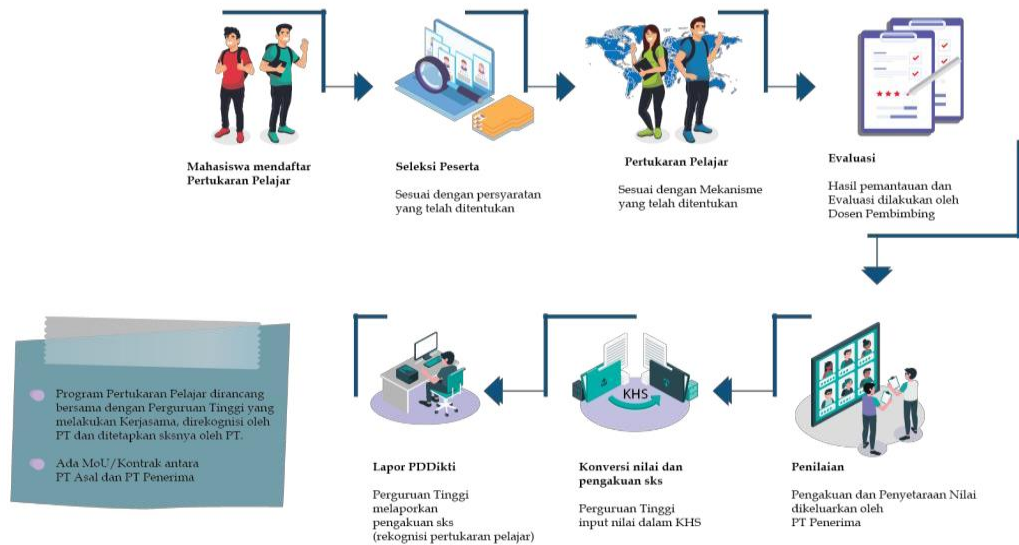 Mahasiswa mendaftar
Pertukaran Pelajar
Seleksi Peserta
Sesuai dengan persyaratan
yang telah ditentukan
Pertukaran Pelajar
Sesuai dengan Mekanisme
yang telah ditentukan
Evaluasi
Hasil pemantauan dan
Evaluasi dilakukan oleh
Dosen Pembimbing
Penilaian
Pengakuan dan Penyetaraan Nilai
dikeluarkan oleh
PT Penerima
KHS
Konversi nilai dan
pengakuan sks
Perguruan Tinggi
input nilai dalam KHS
Lapor PDDikti
Perguruan Tinggi
melaporkan
pengakuan sks
(rekognisi pertukaran pelajar)
Program Pertukaran Pelajar dirancang
bersama dengan Perguruan Tinggi yang
melakukan Kerjasama, direkognisi oleh
PT dan ditetapkan sksnya oleh PT.
Ada MoU/Kontrak antara
PT Asal dan PT Penerima